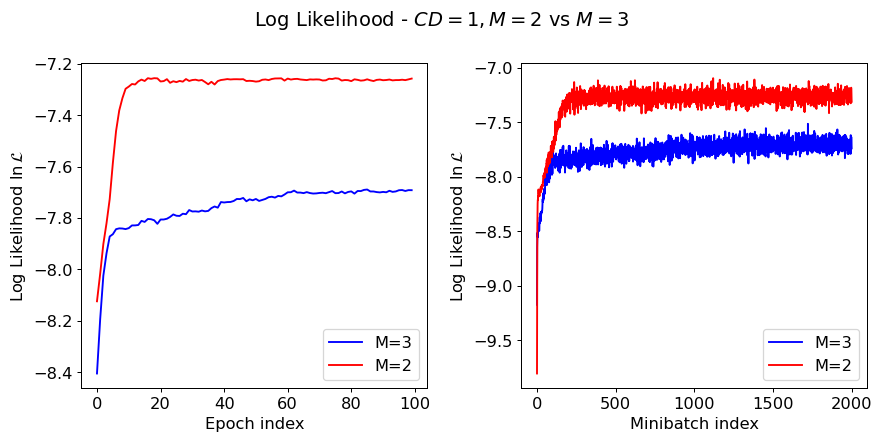 Log Likelihood - CD = 1, M = 2 vs M = 3
Log Likelihood ln ℒ
−7.2
−7.4
−7.6
−7.8
−8.0
−8.2
−8.4
0 20 40 60 80 100
Epoch index
M=3
M=2
Log Likelihood ln ℒ
−7.0
−7.5
−8.0
−8.5
−9.0
−9.5
0 500 1000 1500 2000
Minibatch index
M=3
M=2